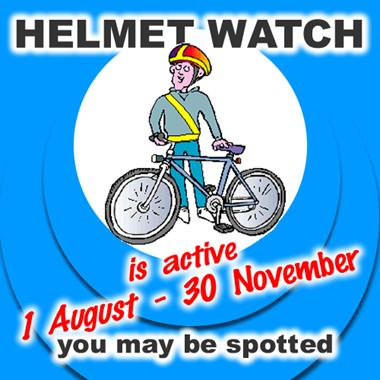 HELMET WATCH
is active
1 August - 30 November
you may be spotted